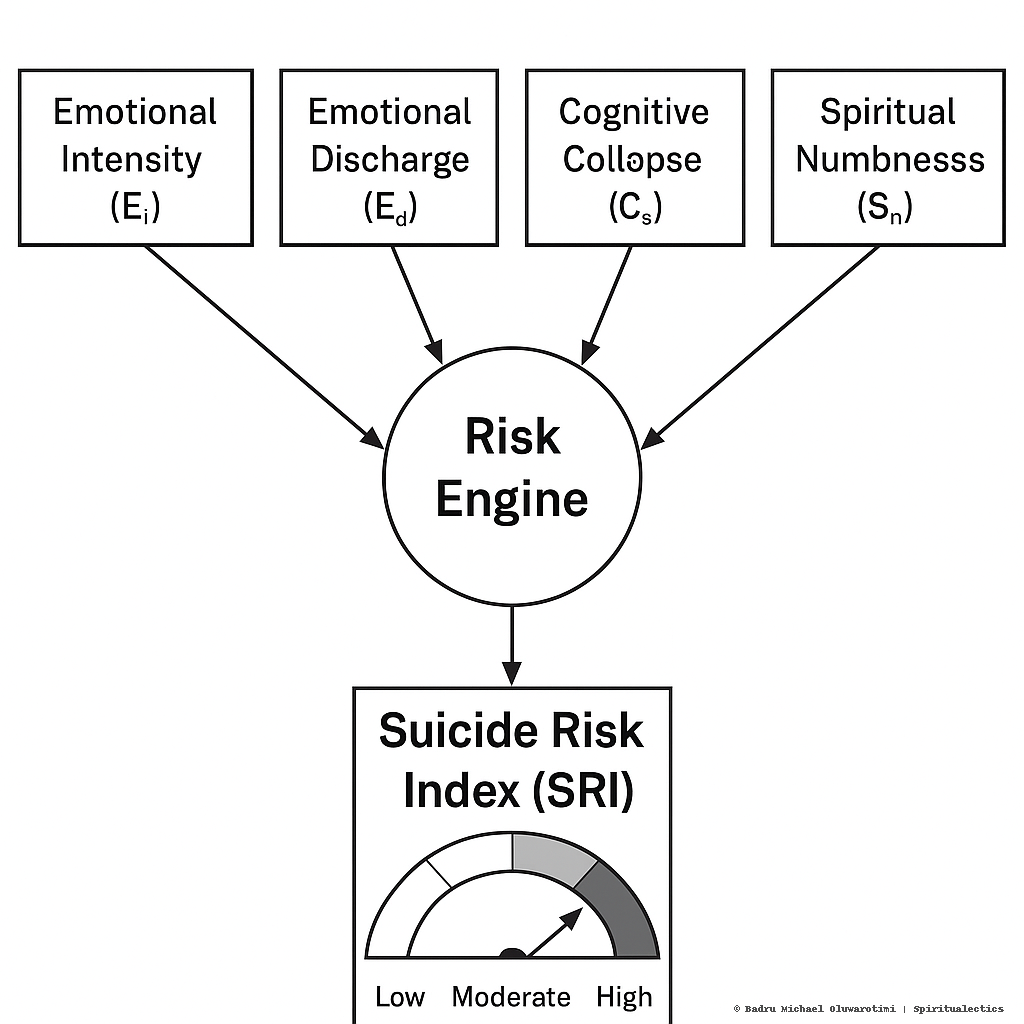 Emotional
Intensity
(Ei)
Emotional
Discharge
(Ed)
Cognitive
Collapse
(Cs)
Spiritual
Numbnesss
(Sn)
Risk
Engine
Suicide Risk
Index (SRI)
Low Moderate High
© Badru Michael Oluwarotimi | Spiritualectics